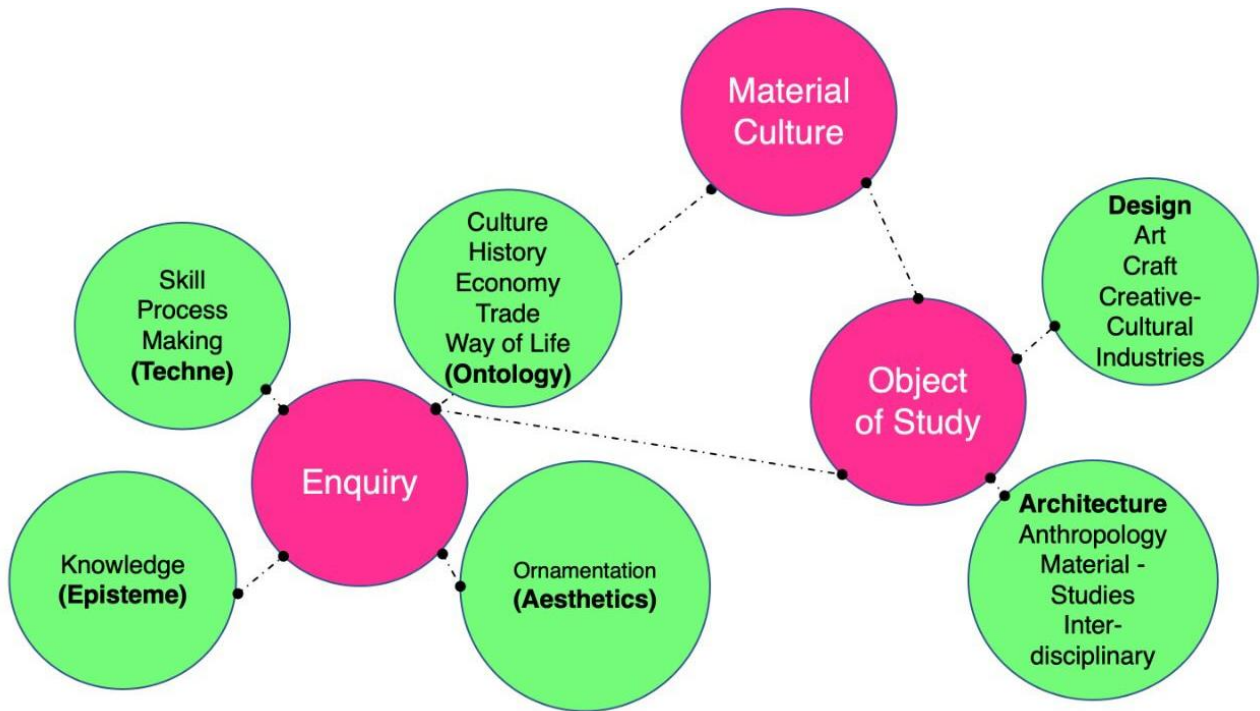 Material
Culture
Culture
History
Economy
Trade
Way of Life
(Ontology)
Skill
Process
Making
(Techne)
Design
Art
Craft
Creative-
Cultural
Industries
Object
of Study
Enquiry
Knowledge
(Episteme)
Ornamentation
(Aesthetics)
Architecture
Anthropology
Material -
Studies
Inter-
disciplinary